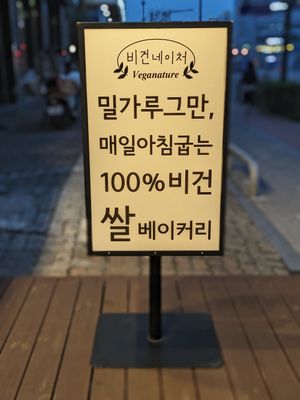 비건네이처
Veganature
밀가루그만,
매일아침굽는
100%비건
쌀 베이커리